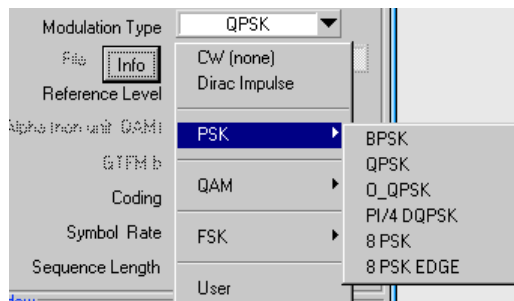 Modulation Type QPSK
File Info
Reference Level
Coding
Symbol Rate
Sequence Length
CW (none)
Dirac Impulse
PSK
QAM
FSK
User
BPSK
QPSK
O_QPSK
PI/4 DQPSK
8 PSK
8 PSK EDGE